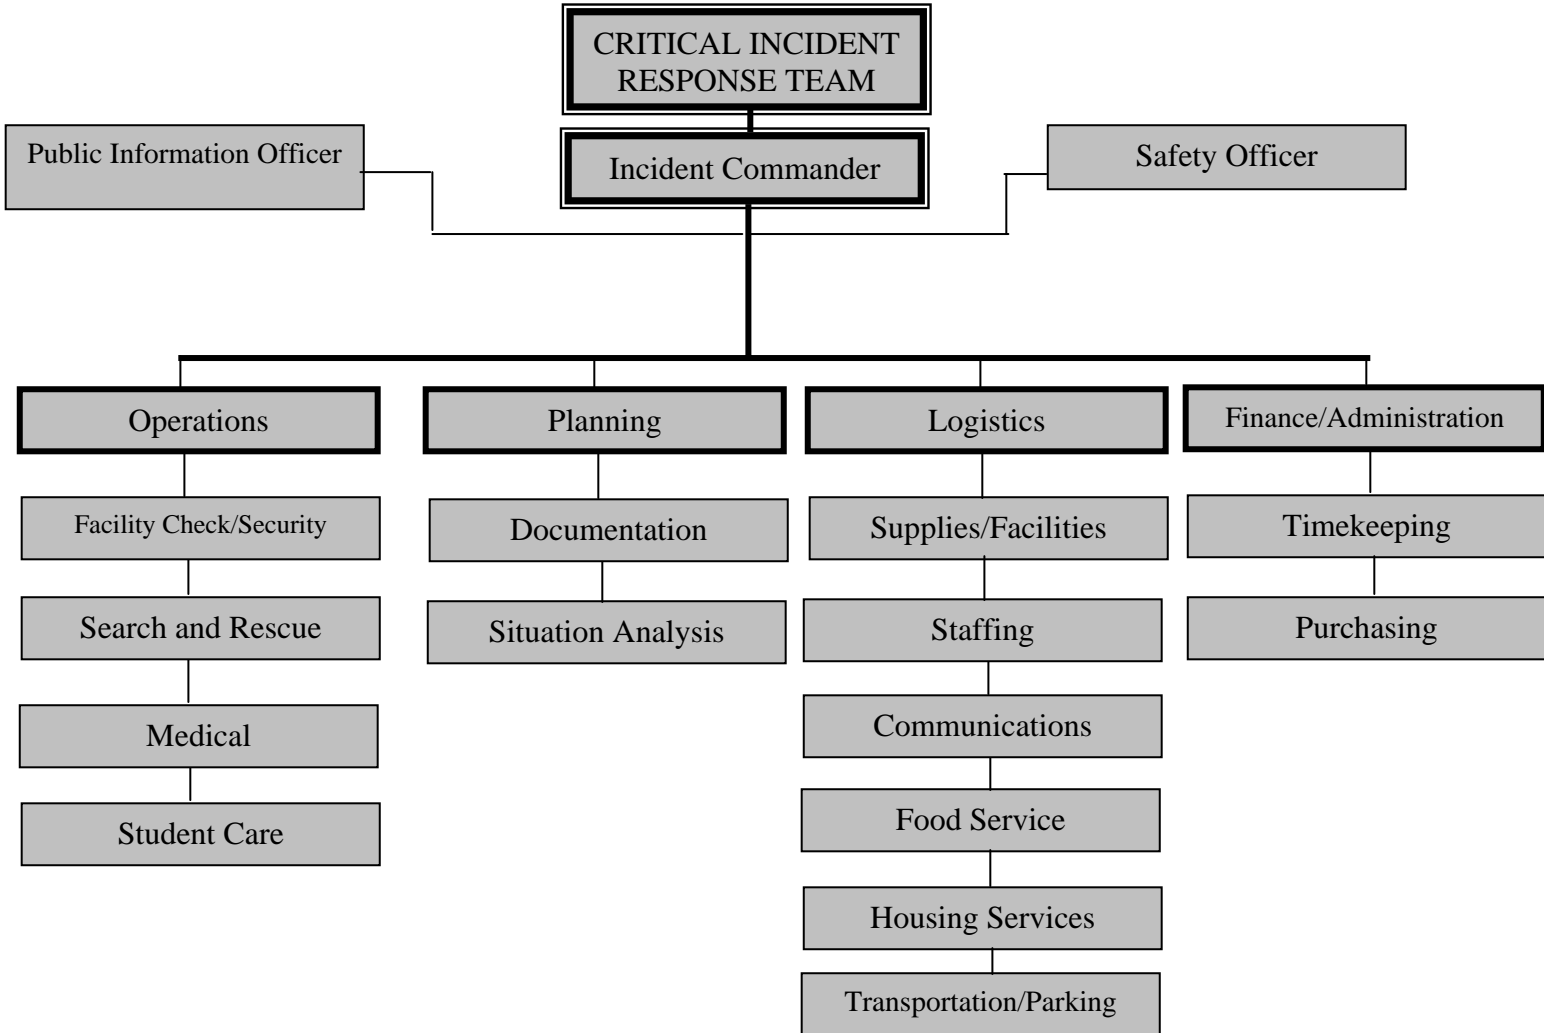 CRITICAL INCIDENT
RESPONSE TEAM
Public Information Officer
Incident Commander
Safety Officer
Operations
Planning
Logistics
Finance/Administration
Facility Check/Security
Documentation
Supplies/Facilities
Timekeeping
Search and Rescue
Situation Analysis
Staffing
Purchasing
Medical
Communications
Student Care
Food Service
Housing Services
Transportation/Parking